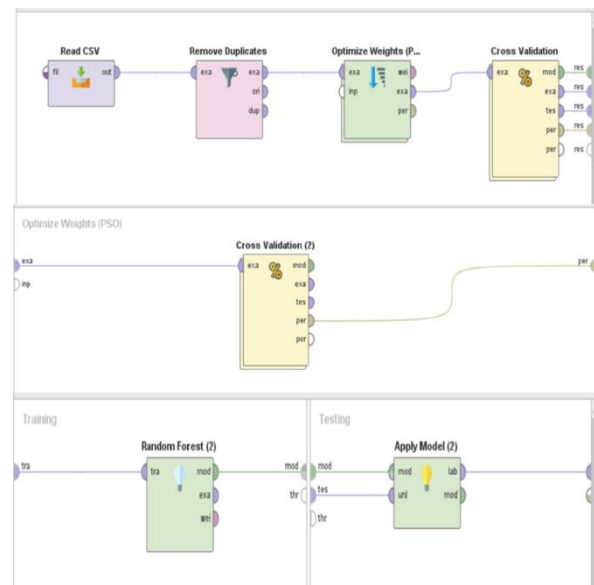 Read CSV Remove Duplicates Optimize Weights (P... Cross Validation
fil out exa exa exa wei exa mod res
ori inp exa exa res
dup per tes res
per res
per res
Optimize Weights (PSO)
Cross Validation (2)
exa exa mod per
inp exa
tes
per
per
Training Testing
Random Forest (2) Apply Model (2)
tra tra mod mod mod mod lab
exa thr tes unl mod
wei thr